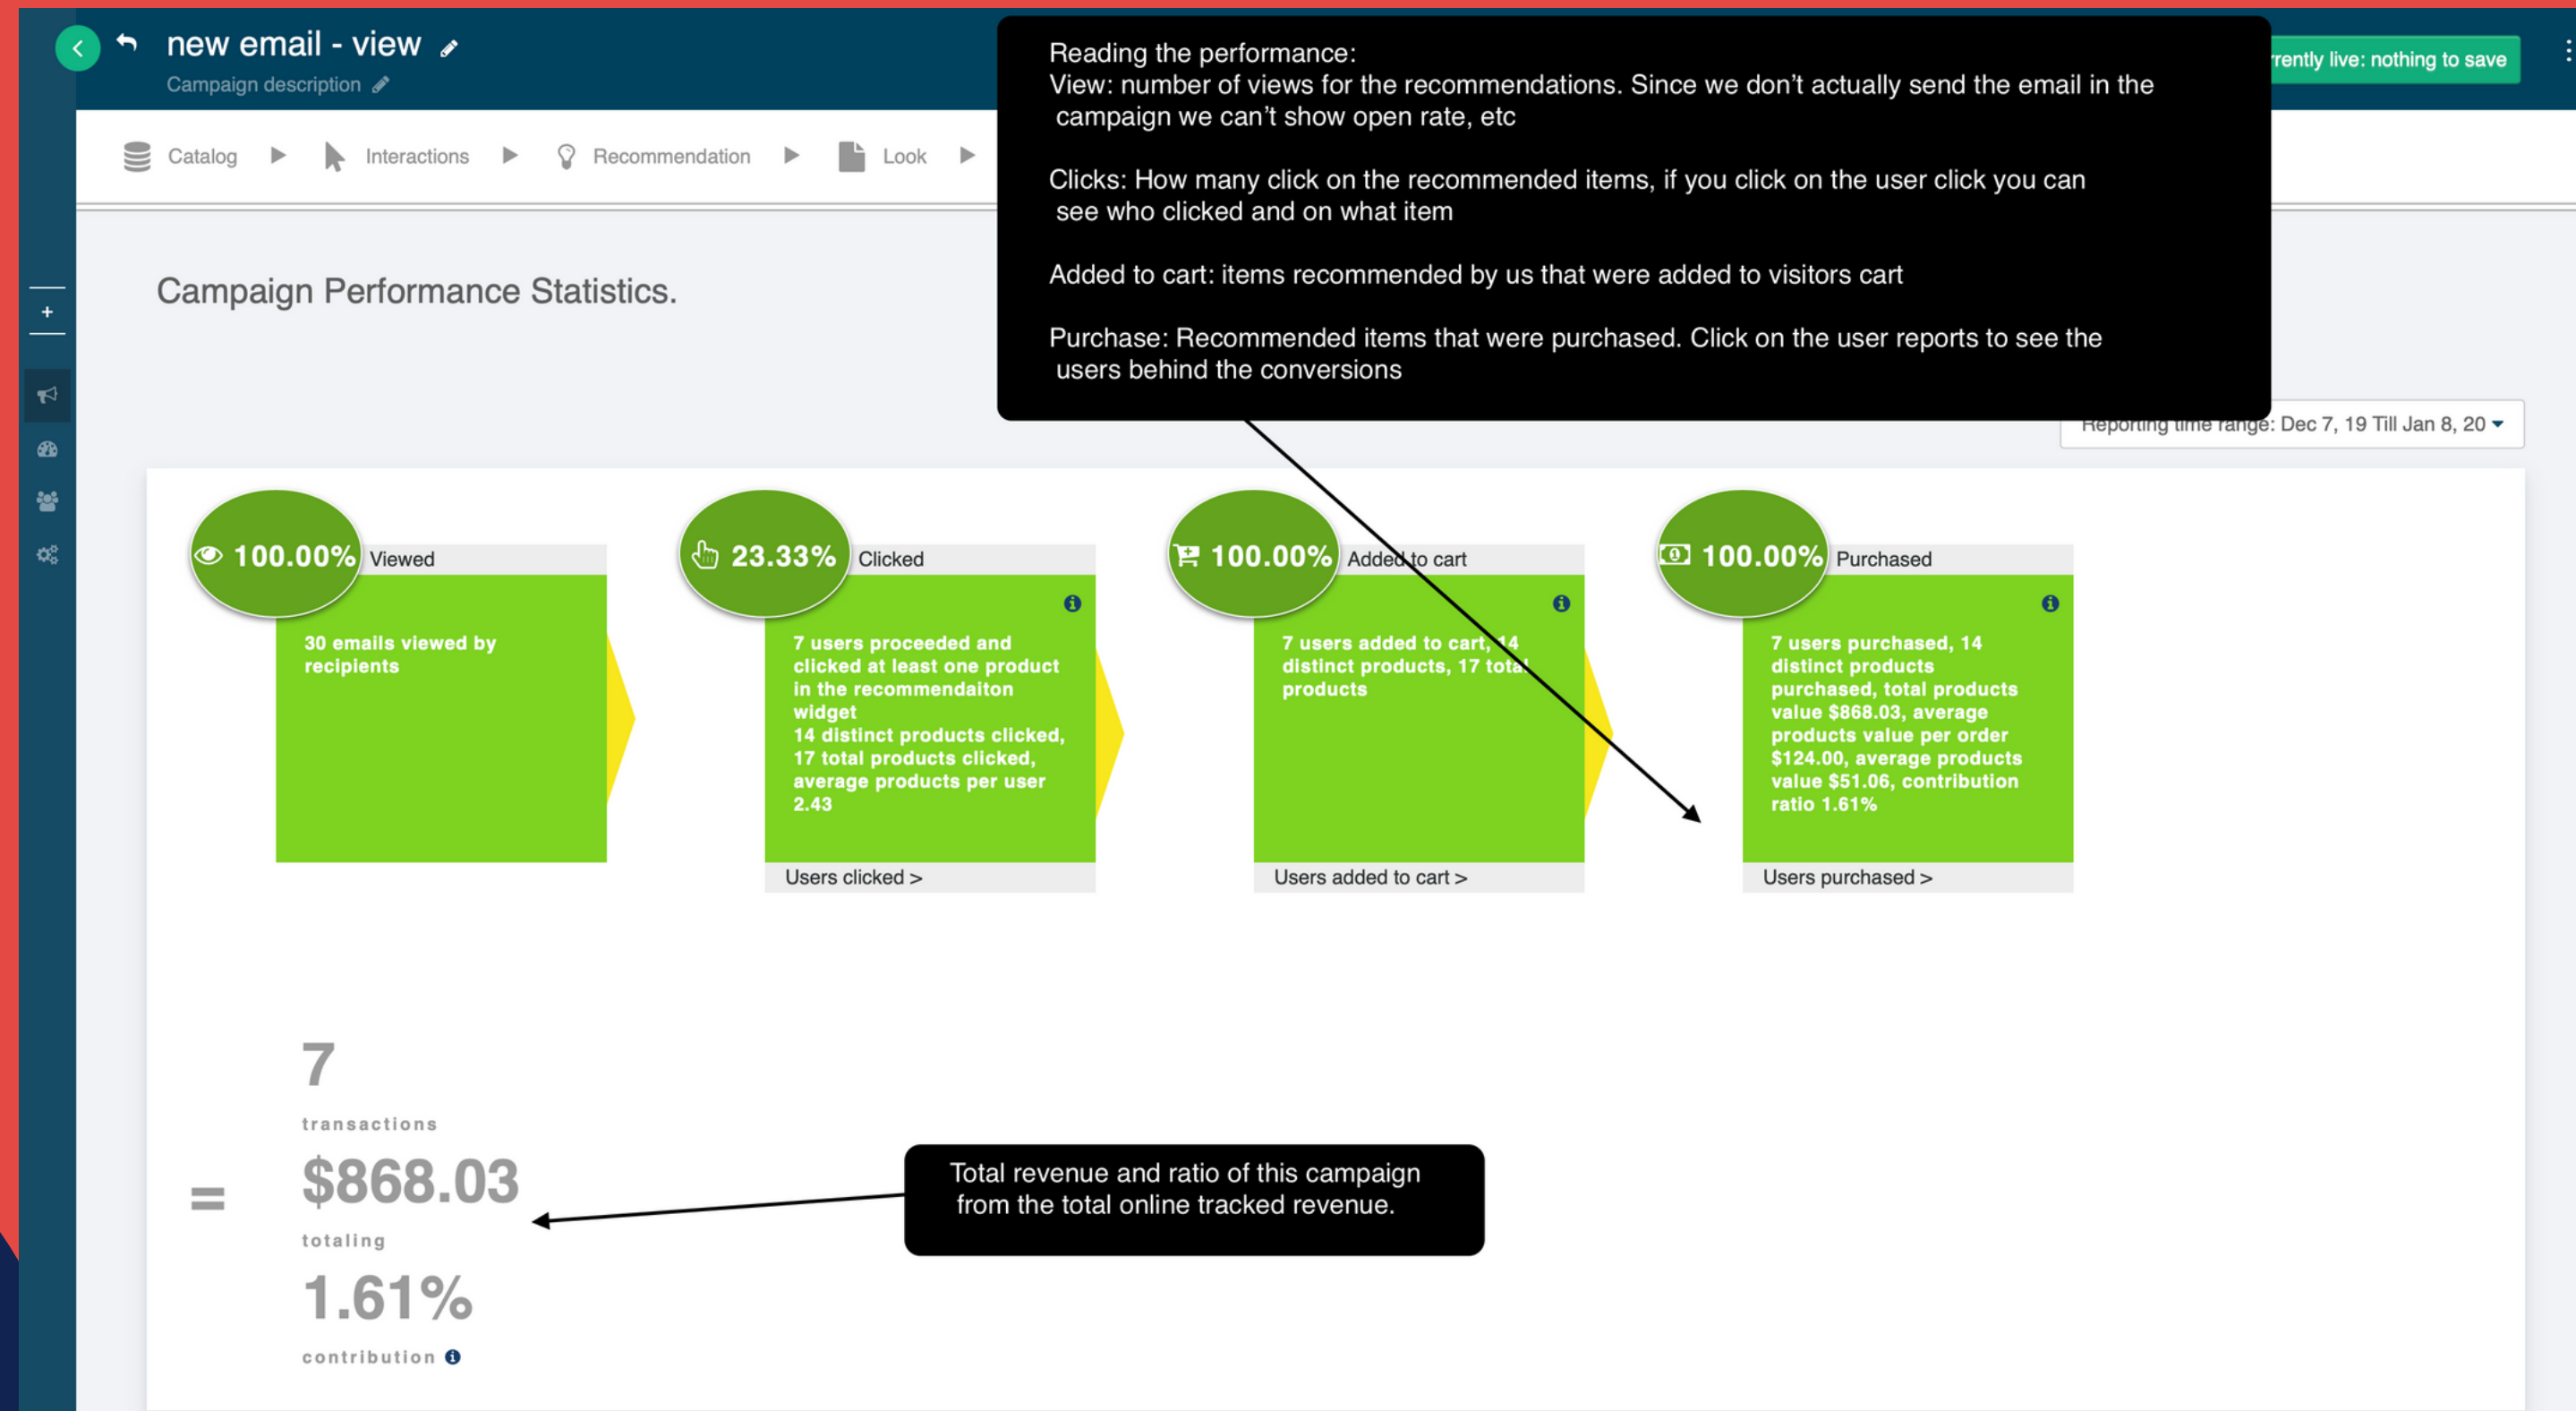 new email - view
Campaign description
Reading the performance:
View: number of views for the recommendations. Since we don't actually send the email in the
campaign we can't show open rate, etc
Clicks: How many click on the recommended items, if you click on the user click you can
see who clicked and on what item
Added to cart: items recommended by us that were added to visitors cart
Purchase: Recommended items that were purchased. Click on the user reports to see the
users behind the conversions
rently live: nothing to save
Catalog
Interactions
Recommendation
Look
Campaign Performance Statistics.
Reporting time range: Dec 7, 19 Till Jan 8, 20
100.00% Viewed
30 emails viewed by
recipients
23.33% Clicked
7 users proceeded and
clicked at least one product
in the recommendaiton
widget
14 distinct products clicked,
17 total products clicked,
average products per user
2.43
Users clicked >
100.00% Added to cart
7 users added to cart, 14
distinct products, 17 total
products
Users added to cart >
100.00% Purchased
7 users purchased, 14
distinct products
purchased, total products
value $868.03, average
products value per order
$124.00, average products
value $51.06, contribution
ratio 1.61%
Users purchased >
7
transactions
=
$868.03
totaling
1.61%
contribution
Total revenue and ratio of this campaign
from the total online tracked revenue.